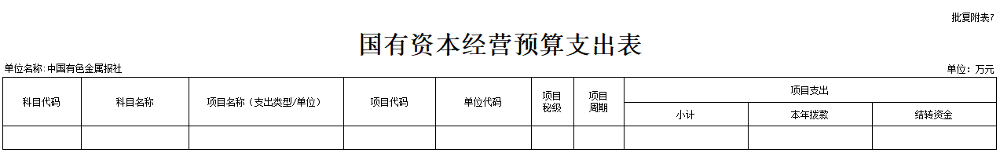 批复附表7
国有资本经营预算支出表
单位名称:中国有色金属报社
单位：万元
科目代码
科目名称
项目名称（支出类型/单位）
项目代码
单位代码
项目
秘级
项目
周期
项目支出
小计
本年拨款
结转资金